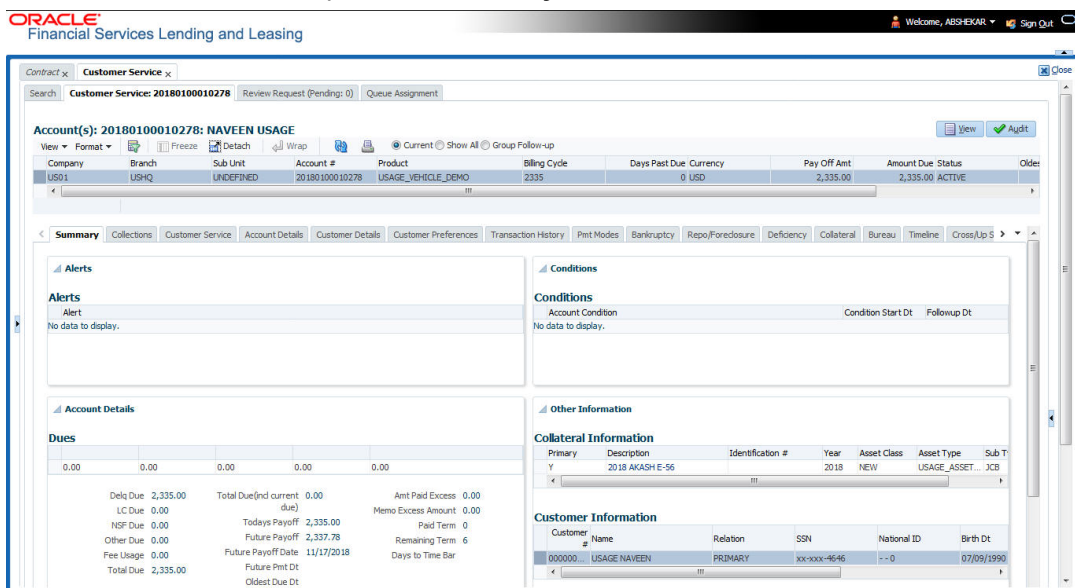 ORACLE
Financial Services Lending and Leasing
Welcome, ABSHEKAR
Sign Out
Contract x Customer Service x
Close
Search Customer Service: 20180100010278 Review Request (Pending: 0) Queue Assignment
Account(s): 20180100010278: NAVEEN USAGE
View Audit
View Format Freeze Detach Wrap Current Show All Group Follow-up
Company Branch Sub Unit Account # Product Billing Cycle Days Past Due Currency Pay Off Amt Amount Due Status Oldes
US01 USHQ UNDEFINED 20180100010278 USAGE_VEHICLE_DEMO 2335 0 USD 2,335.00 2,335.00 ACTIVE
Summary Collections Customer Service Account Details Customer Details Customer Preferences Transaction History Pmt Modes Bankruptcy Repo/Foreclosure Deficiency Collateral Bureau Timeline Cross/Up S
Alerts
Alerts
Alert
No data to display.
Conditions
Conditions
Account Condition Condition Start Dt Followup Dt
No data to display.
Account Details
Dues
0.00 0.00 0.00 0.00 0.00
Delq Due 2,335.00
LC Due 0.00
NSF Due 0.00
Other Due 0.00
Fee Usage 0.00
Total Due 2,335.00
Total Due(incl current due) 0.00
Todays Payoff 2,335.00
Future Payoff 2,337.78
Future Payoff Date 11/17/2018
Future Pmt Dt
Oldest Due Dt
Amt Paid Excess 0.00
Memo Excess Amount 0.00
Paid Term 0
Remaining Term 6
Days to Time Bar
Other Information
Collateral Information
Primary Description Identification # Year Asset Class Asset Type Sub T
Y 2018 AKASH E-56 2018 NEW USAGE_ASSET... JCB
Customer Information
Customer # Name Relation SSN National ID Birth Dt
000000... USAGE NAVEEN PRIMARY xx-xxx-4646 - - 0 07/09/1990